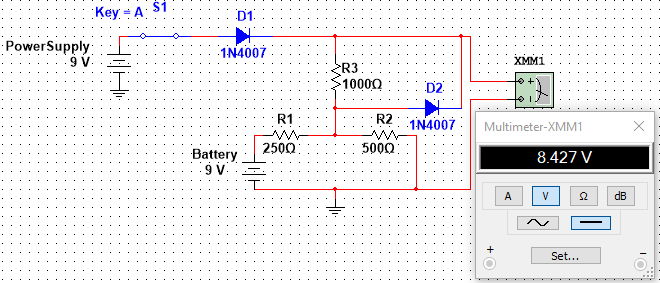 Key = A S1
D1
PowerSupply
9 V
1N4007
XMM1
R3
1000Ω
D2
R1
R2
1N4007
250Ω
500Ω
Battery
9 V
Multimeter-XMM1
8.427 V
A V Ω dB
+ Set... -